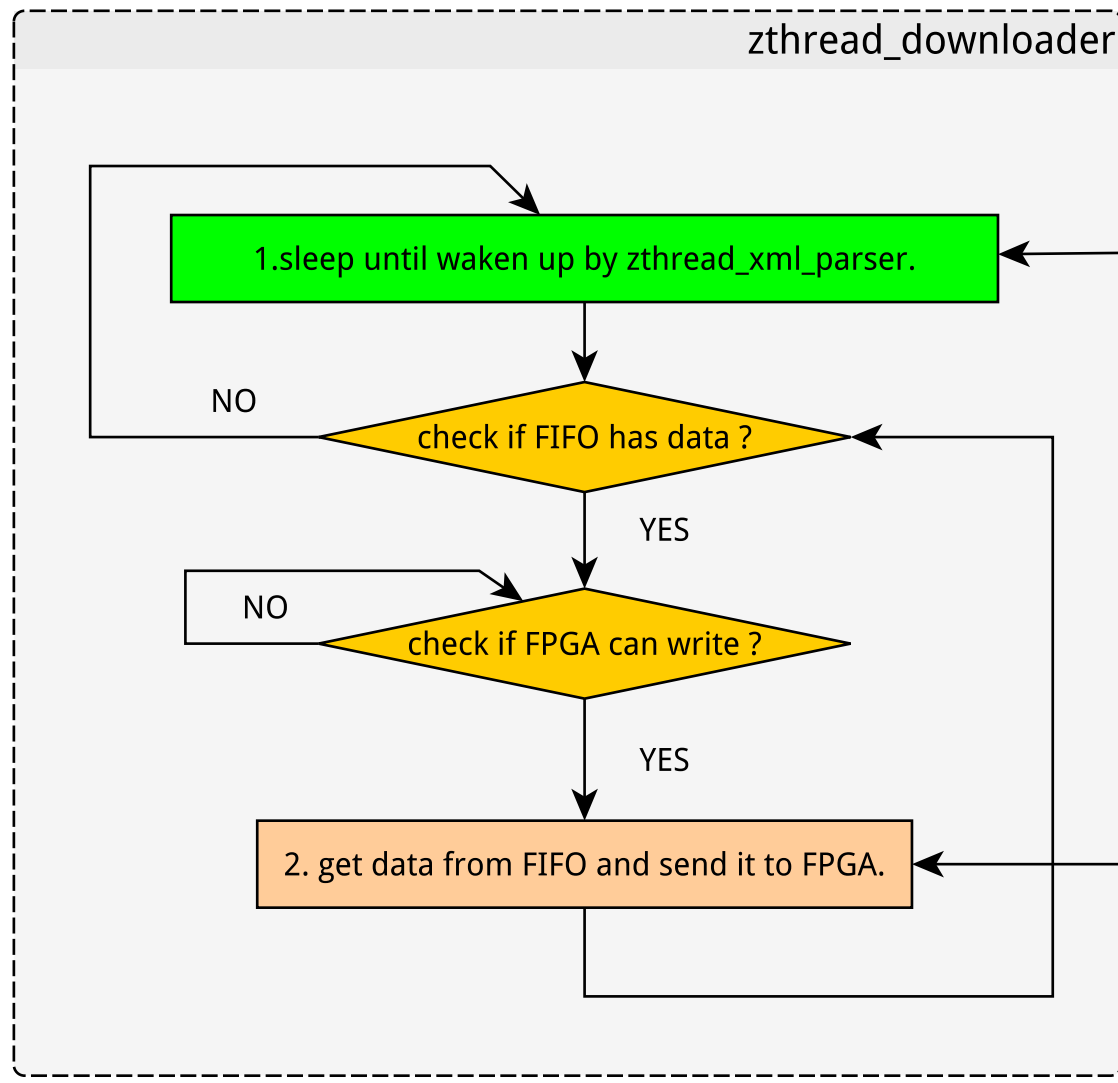 zthread_downloader
1.sleep until waken up by zthread_xml_parser.
NO
check if FIFO has data ?
YES
NO
check if FPGA can write ?
YES
2. get data from FIFO and send it to FPGA.